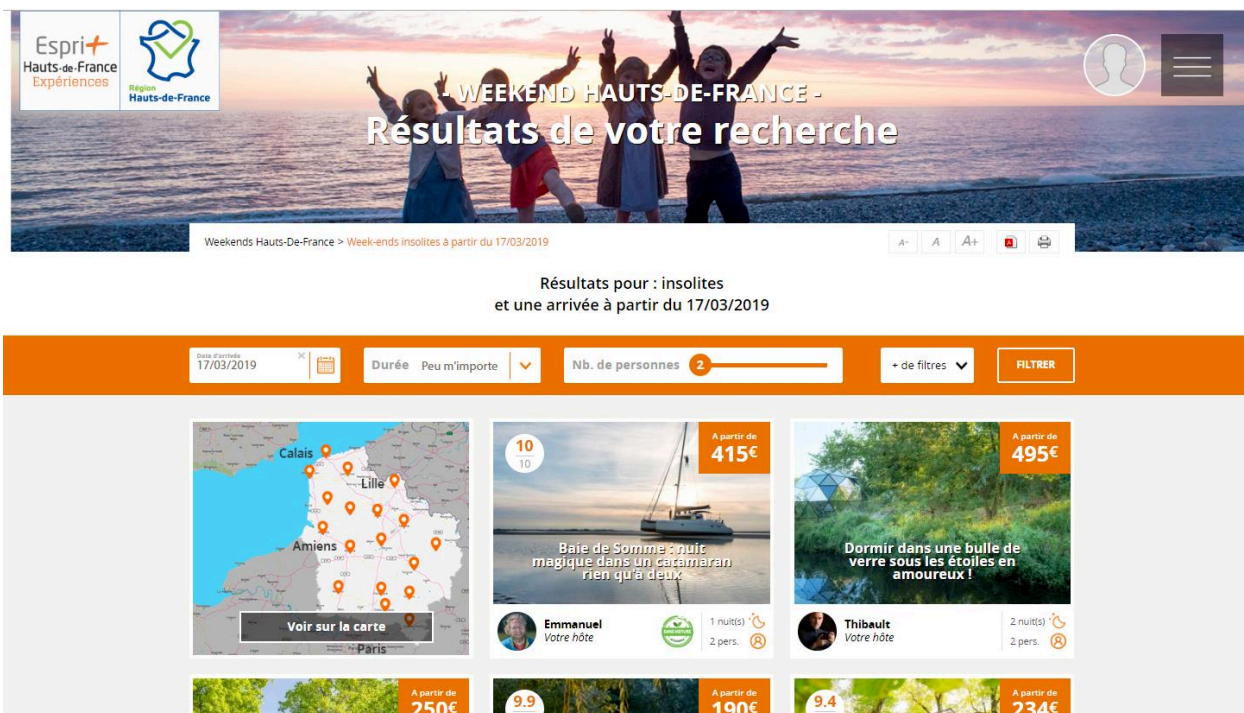 Esprit
Hauts-de-France
Expériences
Région
Hauts-de-France
- WEEKEND HAUTS-DE-FRANCE -
Résultats de votre recherche
Weekends Hauts-De-France > Week-ends insolites à partir du 17/03/2019
A-
A
A+
Résultats pour : insolites
et une arrivée à partir du 17/03/2019
Date d'arrivée
17/03/2019
Durée Peu m'importe
Nb. de personnes 2
+ de filtres
FILTRER
Calais
Lille
Amiens
Paris
Voir sur la carte
10
10
A partir de
415€
Baie de Somme : nuit
magique dans un catamaran
rien qu'à deux
Emmanuel
Votre hôte
1 nuit(s)
2 pers.
A partir de
495€
Dormir dans une bulle de
verre sous les étoiles en
amoureux !
Thibault
Votre hôte
2 nuit(s)
2 pers.
A partir de
250€
9.9
A partir de
190€
9.4
A partir de
234€